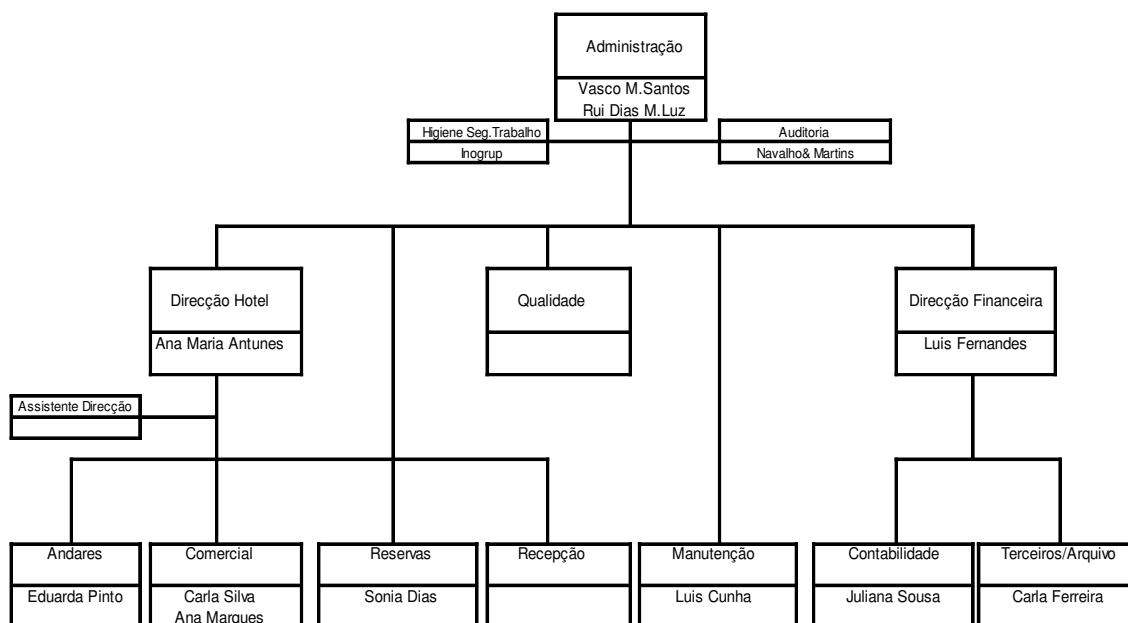 Administração
Vasco M.Santos
Rui Dias M.Luz
Higiene Seg.Trabalho
Auditoria
Inogrup
Navalho& Martins
Direcção Hotel
Qualidade
Direcção Financeira
Ana Maria Antunes
Luis Fernandes
Assistente Direcção
Andares
Comercial
Reservas
Recepção
Manutenção
Contabilidade
Terceiros/Arquivo
Eduarda Pinto
Carla Silva
Ana Marques
Sonia Dias
Luis Cunha
Juliana Sousa
Carla Ferreira